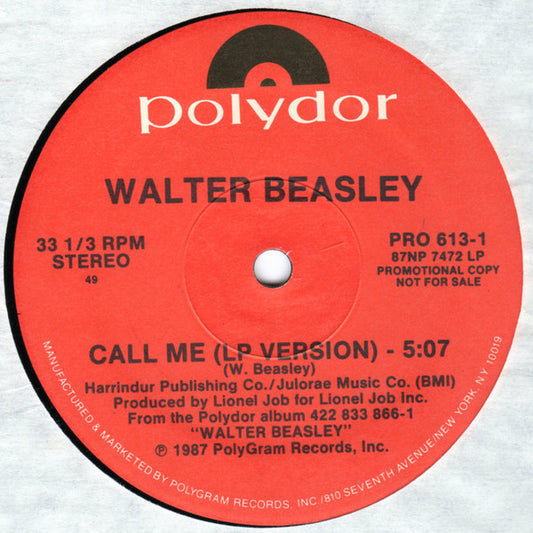 polydor
WALTER BEASLEY
33 1/3 RPM
STEREO
49
PRO 613-1
87NP 7472 LP
PROMOTIONAL COPY
NOT FOR SALE
CALL ME (LP VERSION) - 5:07
(W. Beasley)
Harrindur Publishing Co./Julorae Music Co. (BMI)
Produced by Lionel Job for Lionel Job Inc.
From the Polydor album 422 833 866-1
"WALTER BEASLEY"
℗ 1987 PolyGram Records, Inc.
MANUFACTURED & MARKETED BY POLYGRAM RECORDS, INC./810 SEVENTH AVENUE/NEW YORK, NY 10019